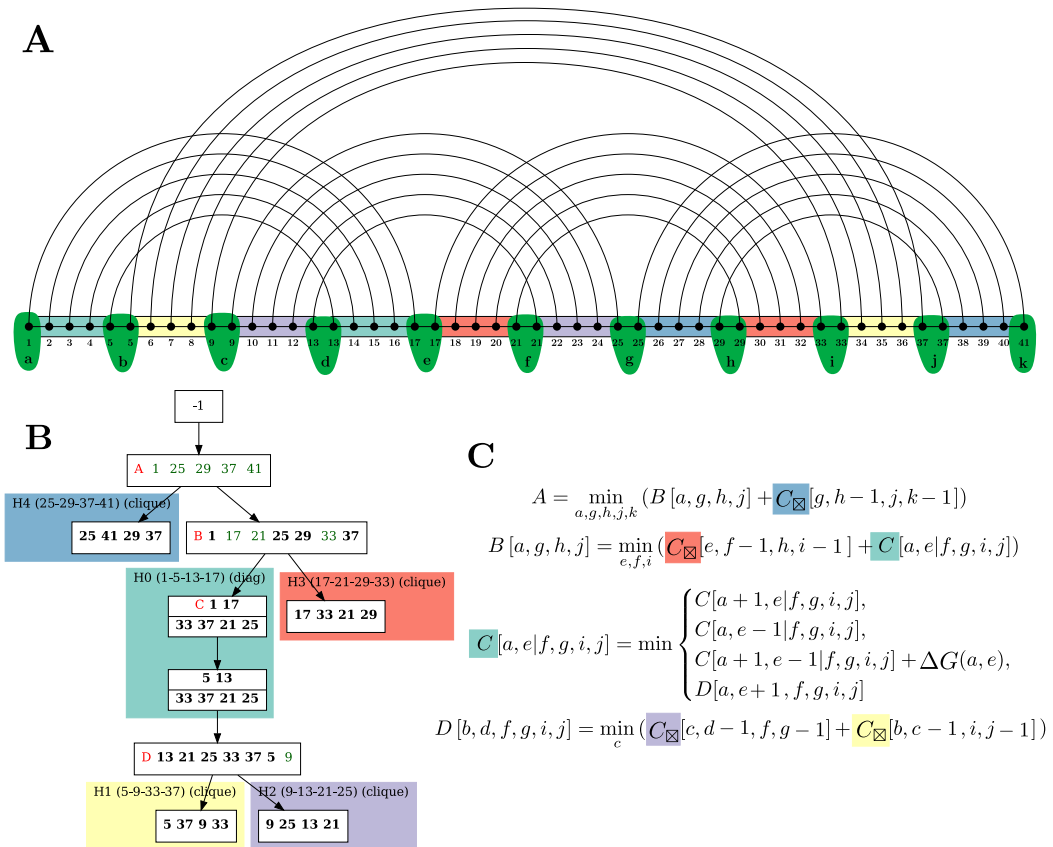 A
1 2 3 4 5 5 6 7 8 9 9 10 11 12 13 13 14 15 16 17 17 18 19 20 21 21 22 23 24 25 25 26 27 28 29 29 30 31 32 33 33 34 35 36 37 37 38 39 40 41
a b c d e f g h i j k
B
-1
A 1 25 29 37 41
H4 (25-29-37-41) (clique)
25 41 29 37
B 1 17 21 25 29 33 37
H0 (1-5-13-17) (diag)
C 1 17
33 37 21 25
5 13
33 37 21 25
H3 (17-21-29-33) (clique)
17 33 21 29
D 13 21 25 33 37 5 9
H1 (5-9-33-37) (clique)
5 37 9 33
H2 (9-13-21-25) (clique)
9 25 13 21
C
A = min_{a,g,h,j,k} (B[a,g,h,j] + C_⊠[g,h−1,j,k−1])
B[a,g,h,j] = min_{e,f,i} (C_⊠[e,f−1,h,i−1] + C[a,e|f,g,i,j])
C[a,e|f,g,i,j] = min {
C[a+1,e|f,g,i,j],
C[a,e−1|f,g,i,j],
C[a+1,e−1|f,g,i,j] + ΔG(a,e),
D[a,e+1,f,g,i,j]
D[b,d,f,g,i,j] = min_c (C_⊠[c,d−1,f,g−1] + C_⊠[b,c−1,i,j−1])